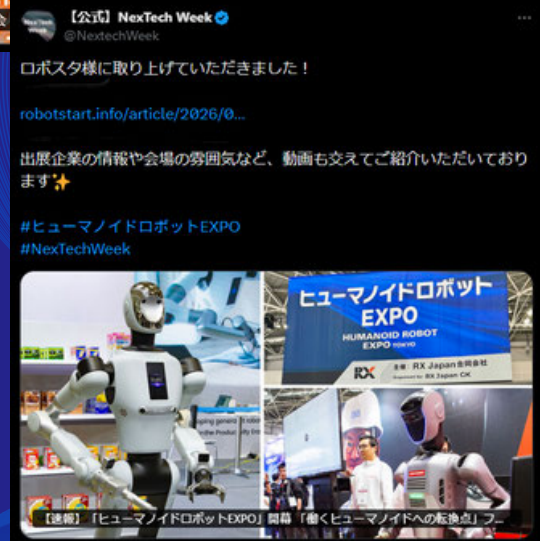 【公式】NexTech Week
@NextechWeek
ロボスタ様に取り上げていただきました！
robotstart.info/article/2026/0…
出展企業の情報や会場の雰囲気など、動画も交えてご紹介いただいており
ます✨
#ヒューマノイドロボットEXPO
#NexTechWeek
ヒューマノイドロボット
EXPO
HUMANOID ROBOT
EXPO TOKYO
RX
主催：RX Japan合同会社
Organised by: RX Japan GK
【速報】「ヒューマノイドロボットEXPO」開幕 「働くヒューマノイドへの転換点」フ...